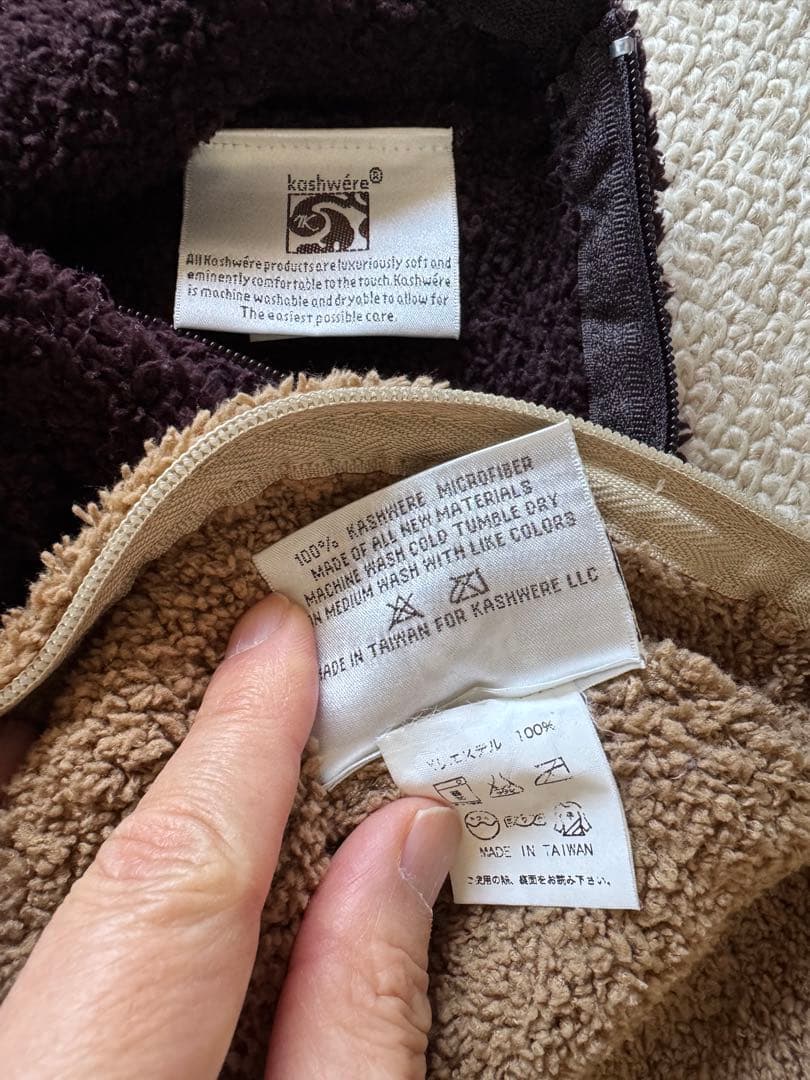 kashwére®
TK
All Kashwére products are luxuriously soft and
eminently comfortable to the touch. Kashwére
is machine washable and dryable to allow for
The easiest possible care.
100% KASHWERE MICROFIBER
MADE OF ALL NEW MATERIALS
MACHINE WASH COLD TUMBLE DRY
ON MEDIUM WASH WITH LIKE COLORS
MADE IN TAIWAN FOR KASHWERE LLC
ポリエステル 100%
MADE IN TAIWAN
ご使用の際、裏面をお読み下さい。